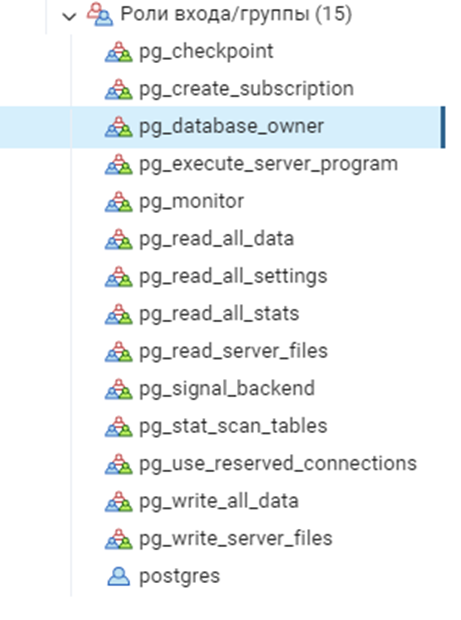 Роли входа/группы (15)
pg_checkpoint
pg_create_subscription
pg_database_owner
pg_execute_server_program
pg_monitor
pg_read_all_data
pg_read_all_settings
pg_read_all_stats
pg_read_server_files
pg_signal_backend
pg_stat_scan_tables
pg_use_reserved_connections
pg_write_all_data
pg_write_server_files
postgres